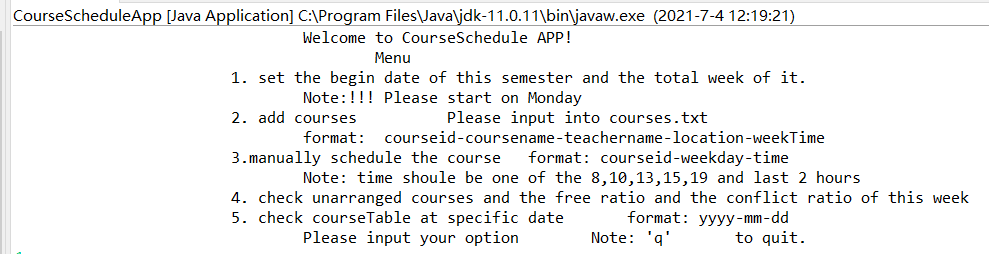 CourseScheduleApp [Java Application] C:\Program Files\Java\jdk-11.0.11\bin\javaw.exe (2021-7-4 12:19:21)
Welcome to CourseSchedule APP!
Menu
1. set the begin date of this semester and the total week of it.
Note:!!! Please start on Monday
2. add courses Please input into courses.txt
format: courseid-coursename-teachername-location-weekTime
3.manually schedule the course format: courseid-weekday-time
Note: time shoule be one of the 8,10,13,15,19 and last 2 hours
4. check unarranged courses and the free ratio and the conflict ratio of this week
5. check courseTable at specific date format: yyyy-mm-dd
Please input your option Note: 'q' to quit.